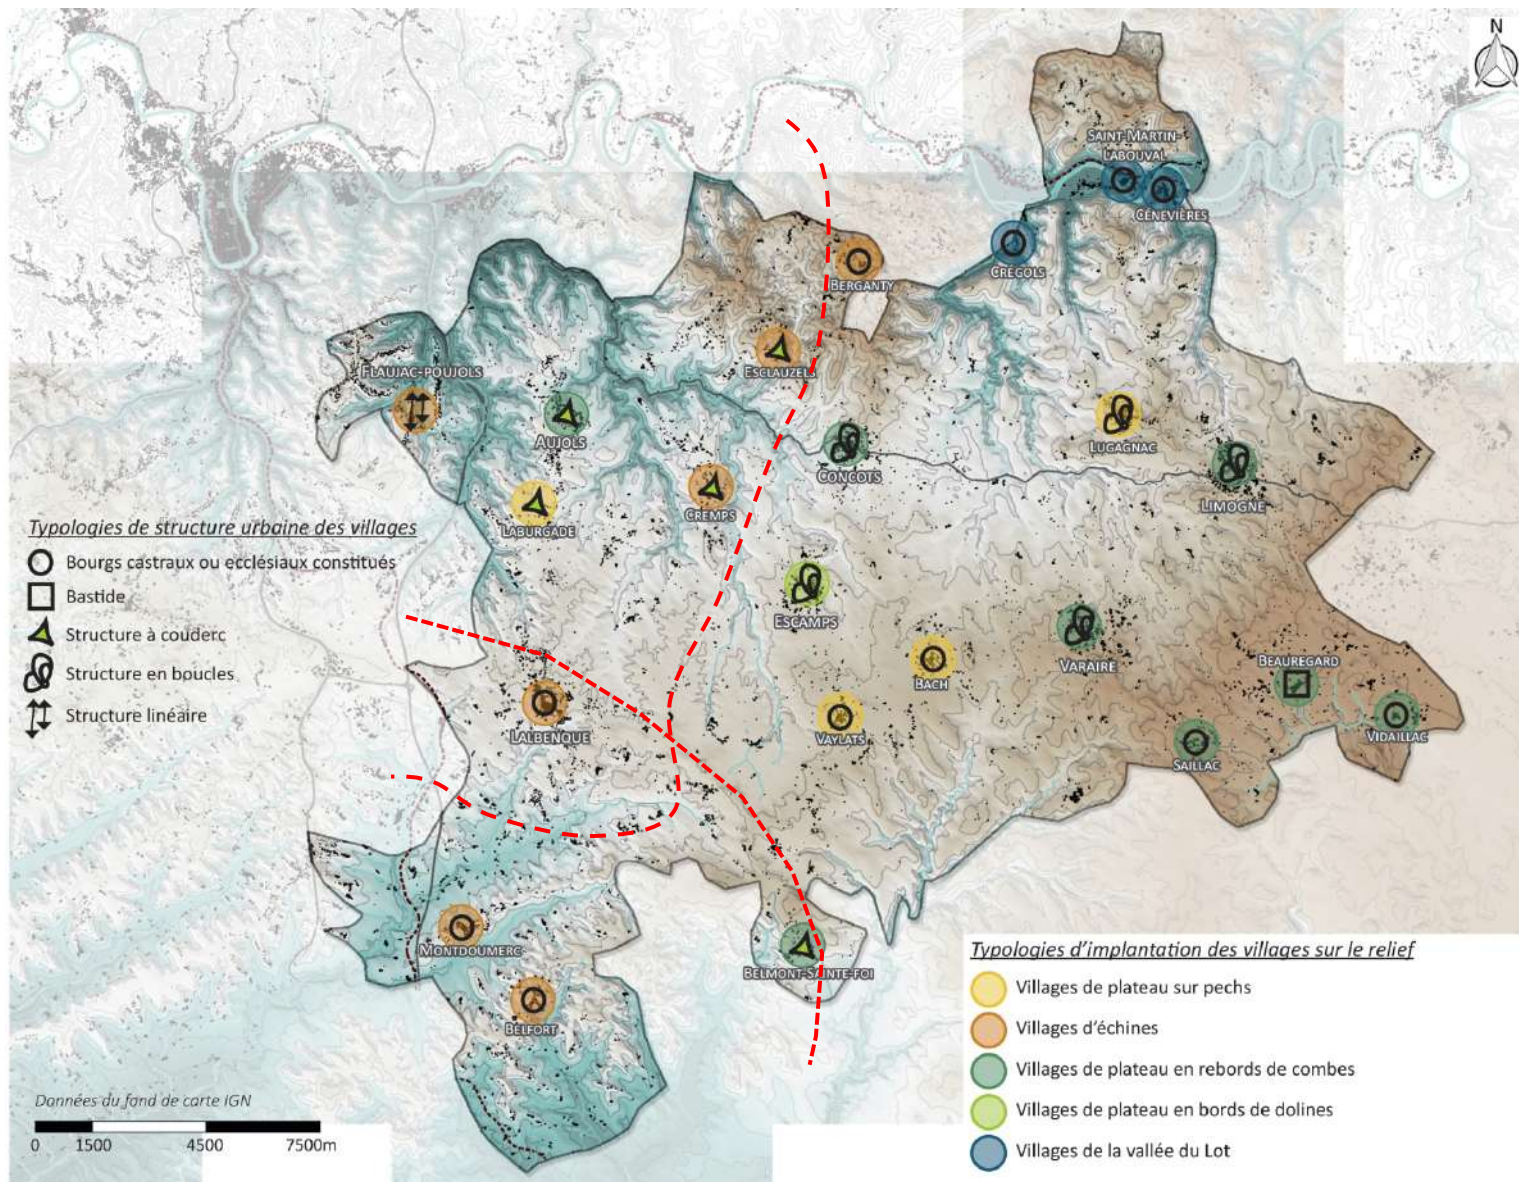 N
SAINT-MARTIN-
LABOUVAL
CÉNEVIÈRES
CRÉGOLS
BERGANTY
ESCLAUZELS
FLAUJAC-POUJOLS
AUJOLS
CONCOTS
LUGAGNAC
LIMOGNE
CREMPS
LABURGADE
ESCAMPS
VARAIRE
BACH
BEAUREGARD
VIDAILLAC
SAILLAC
VAYLATS
LALBENQUE
MONTDOUMERC
BELFORT
BELMONT-SAINTE-FOI
Typologies de structure urbaine des villages
Bourgs castraux ou ecclésiaux constitués
Bastide
Structure à couderc
Structure en boucles
Structure linéaire
Typologies d'implantation des villages sur le relief
Villages de plateau sur pechs
Villages d'échines
Villages de plateau en rebords de combes
Villages de plateau en bords de dolines
Villages de la vallée du Lot
Données du fond de carte IGN
0 1500 4500 7500m